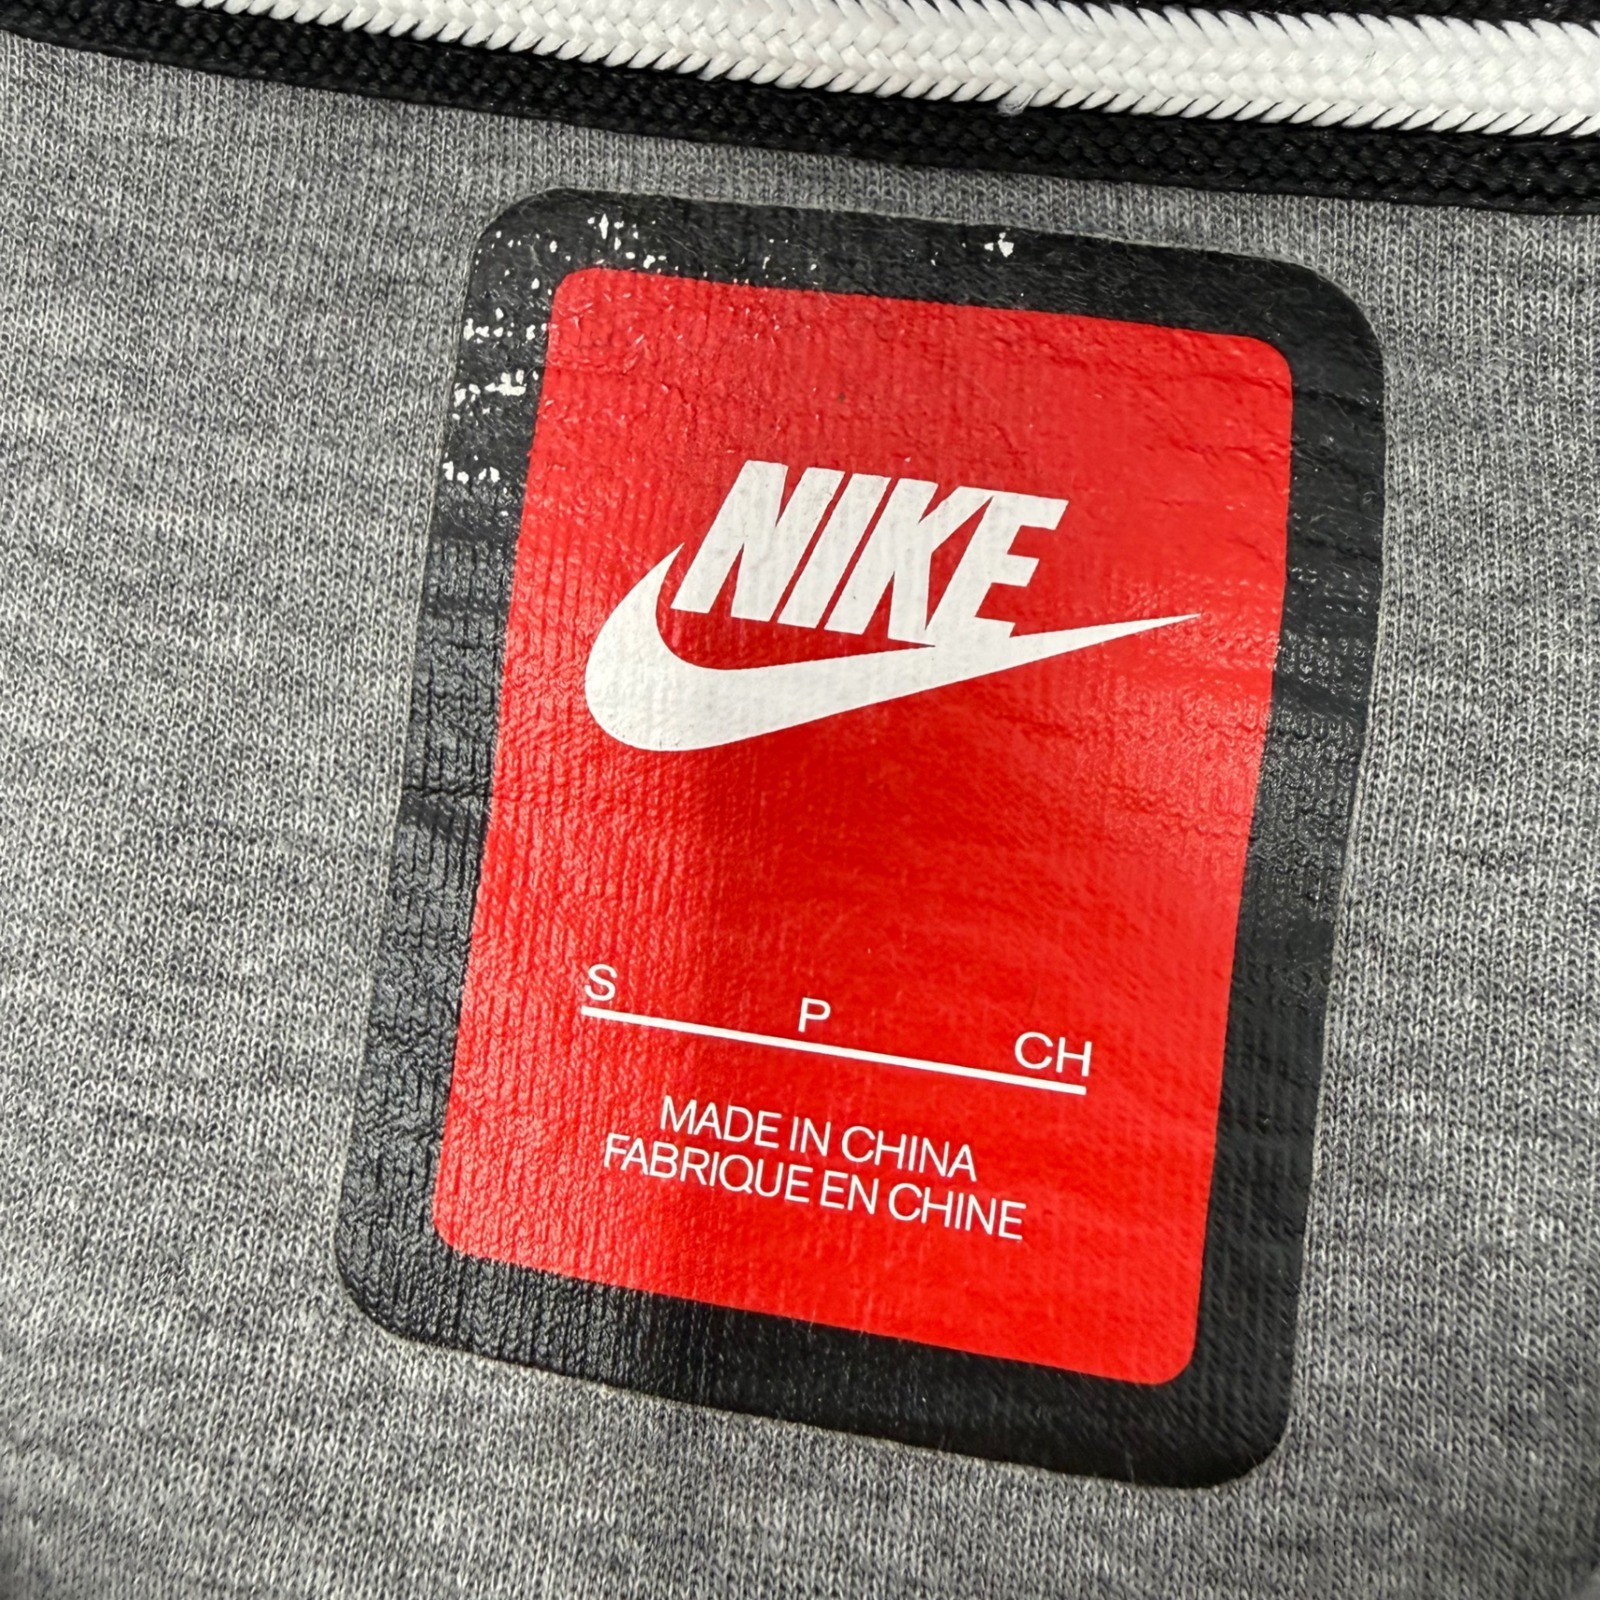 NIKE
S P CH
MADE IN CHINA
FABRIQUE EN CHINE